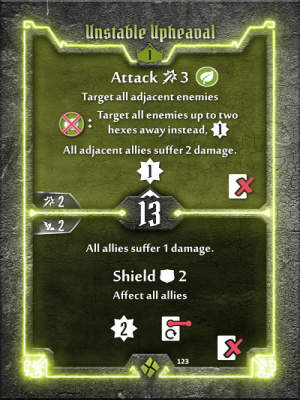 Unstable Upheaval
1
Attack 3
Target all adjacent enemies
: Target all enemies up to two
hexes away instead, 1
All adjacent allies suffer 2 damage.
1
2
13
2
All allies suffer 1 damage.
Shield 2
Affect all allies
2
123